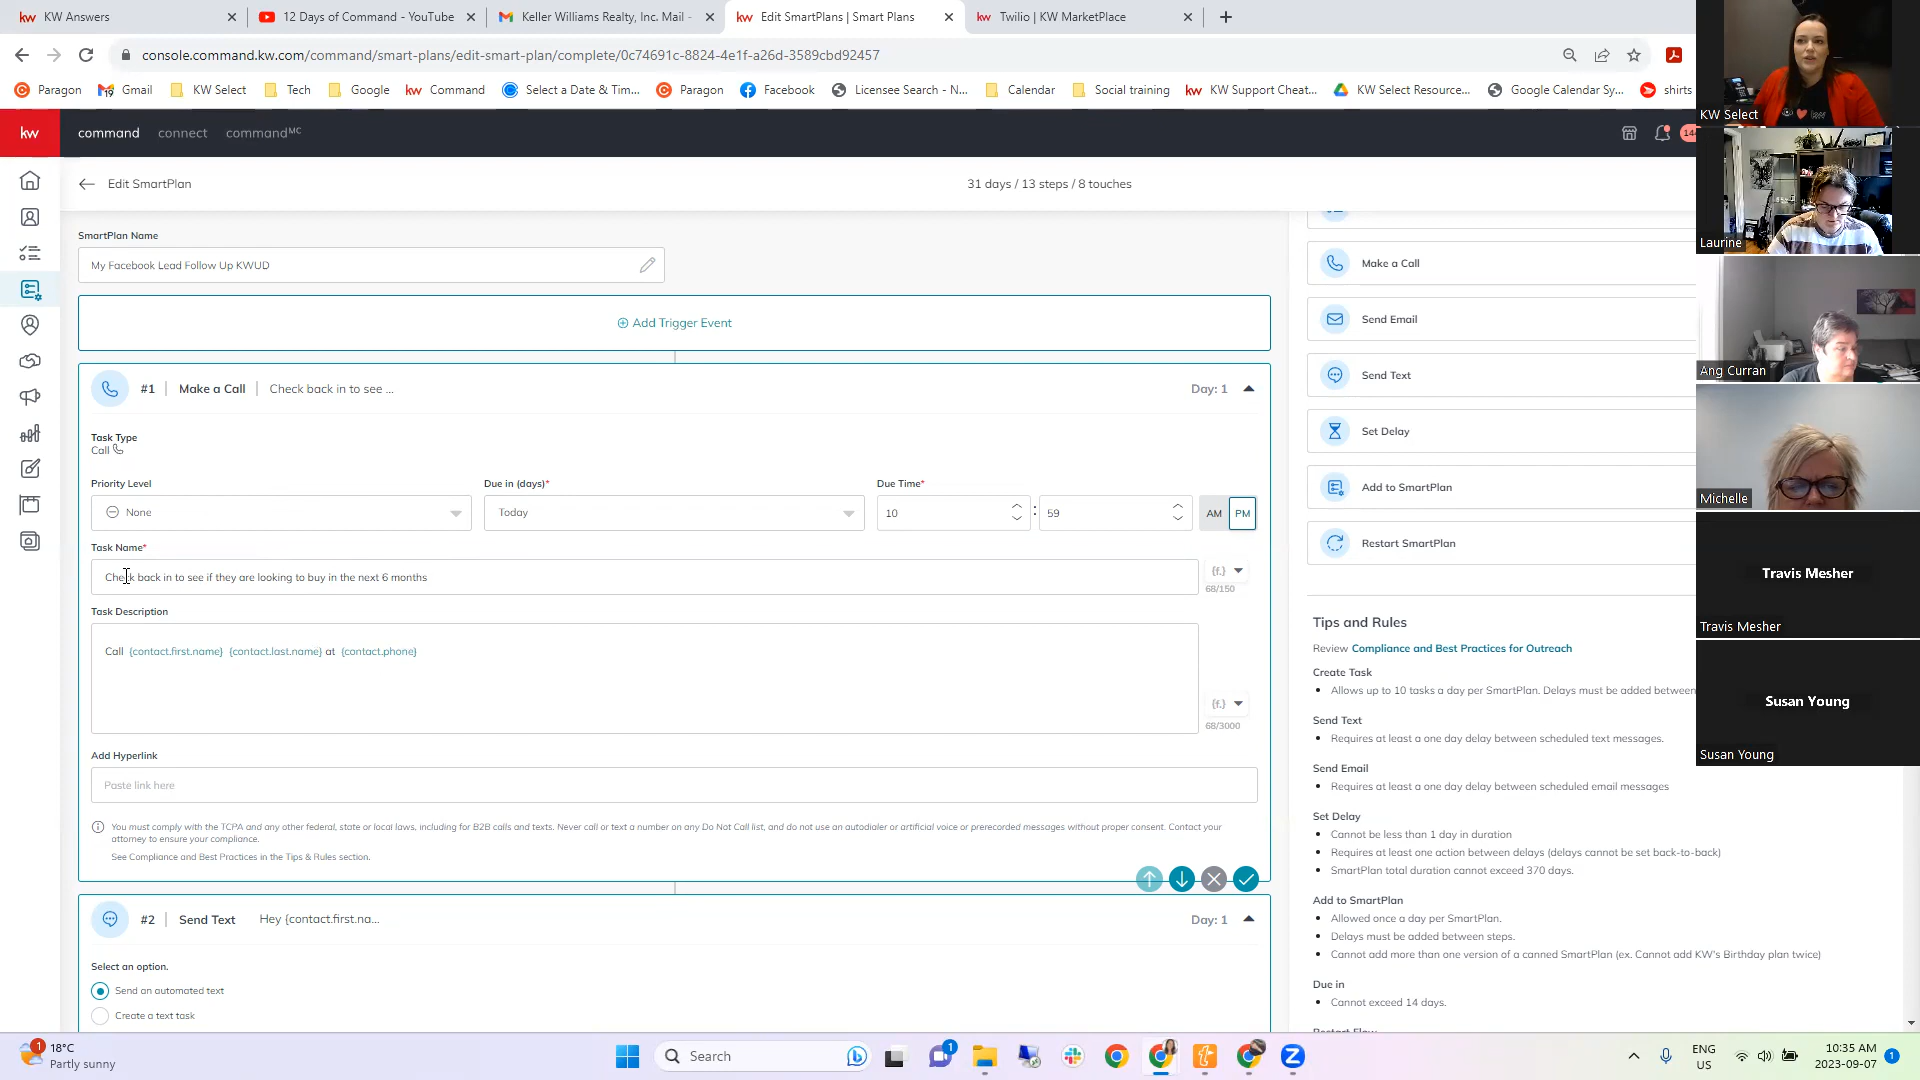 kw KW Answers
12 Days of Command - YouTube
Keller Williams Realty, Inc. Mail -
kw Edit SmartPlans | Smart Plans
kw Twilio | KW MarketPlace
console.command.kw.com/command/smart-plans/edit-smart-plan/complete/0c74691c-8824-4e1f-a26d-3589cbd92457
Paragon
Gmail
KW Select
Tech
Google
kw Command
Select a Date & Tim...
Paragon
Facebook
Licensee Search - N...
Calendar
Social training
kw KW Support Cheat...
KW Select Resource...
Google Calendar Sy...
shirts
kw
command
connect
commandMC
144
Edit SmartPlan
31 days / 13 steps / 8 touches
SmartPlan Name
My Facebook Lead Follow Up KWUD
Add Trigger Event
#1 | Make a Call | Check back in to see ...
Day: 1
Task Type
Call
Priority Level
Due in (days)*
Due Time*
None
Today
10 : 59
AM PM
Task Name*
Check back in to see if they are looking to buy in the next 6 months
{f.}
68/150
Task Description
Call {contact.first.name} {contact.last.name} at {contact.phone}
{f.}
68/3000
Add Hyperlink
Paste link here
You must comply with the TCPA and any other federal, state or local laws, including for B2B calls and texts. Never call or text a number on any Do Not Call list, and do not use an autodialer or artificial voice or prerecorded messages without proper consent. Contact your
attorney to ensure your compliance.
See Compliance and Best Practices in the Tips & Rules section.
#2 | Send Text Hey {contact.first.na...
Day: 1
Select an option.
Send an automated text
Create a text task
Make a Call
Send Email
Send Text
Set Delay
Add to SmartPlan
Restart SmartPlan
Tips and Rules
Review Compliance and Best Practices for Outreach
Create Task
Allows up to 10 tasks a day per SmartPlan. Delays must be added between
Send Text
Requires at least a one day delay between scheduled text messages.
Send Email
Requires at least a one day delay between scheduled email messages
Set Delay
Cannot be less than 1 day in duration
Requires at least one action between delays (delays cannot be set back-to-back)
SmartPlan total duration cannot exceed 370 days.
Add to SmartPlan
Allowed once a day per SmartPlan.
Delays must be added between steps.
Cannot add more than one version of a canned SmartPlan (ex. Cannot add KW's Birthday plan twice)
Due in
Cannot exceed 14 days.
Restart Flow
KW Select
Laurine
Ang Curran
Michelle
Travis Mesher
Travis Mesher
Susan Young
Susan Young
1
18°C
Partly sunny
Search
1
ENG
US
10:35 AM
2023-09-07
1